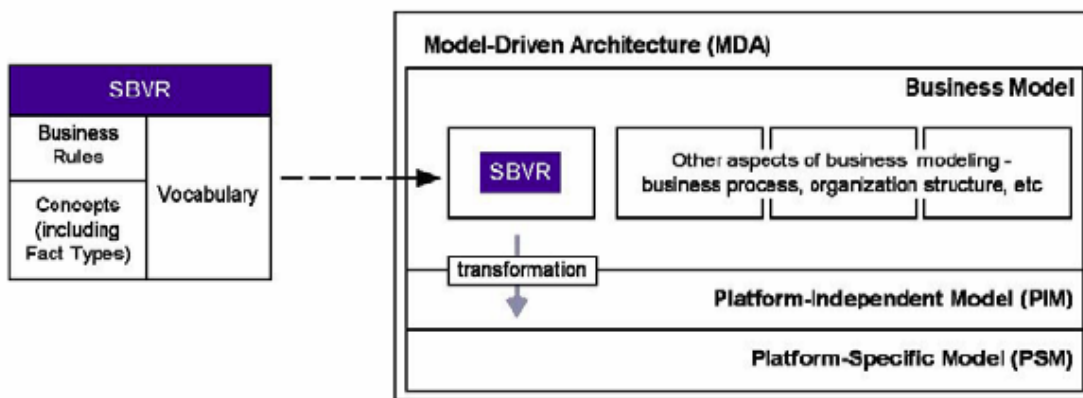 SBVR
Business
Rules
Concepts
(including
Fact Types)
Vocabulary
Model-Driven Architecture (MDA)
Business Model
SBVR
Other aspects of business modeling -
business process, organization structure, etc
transformation
Platform-Independent Model (PIM)
Platform-Specific Model (PSM)